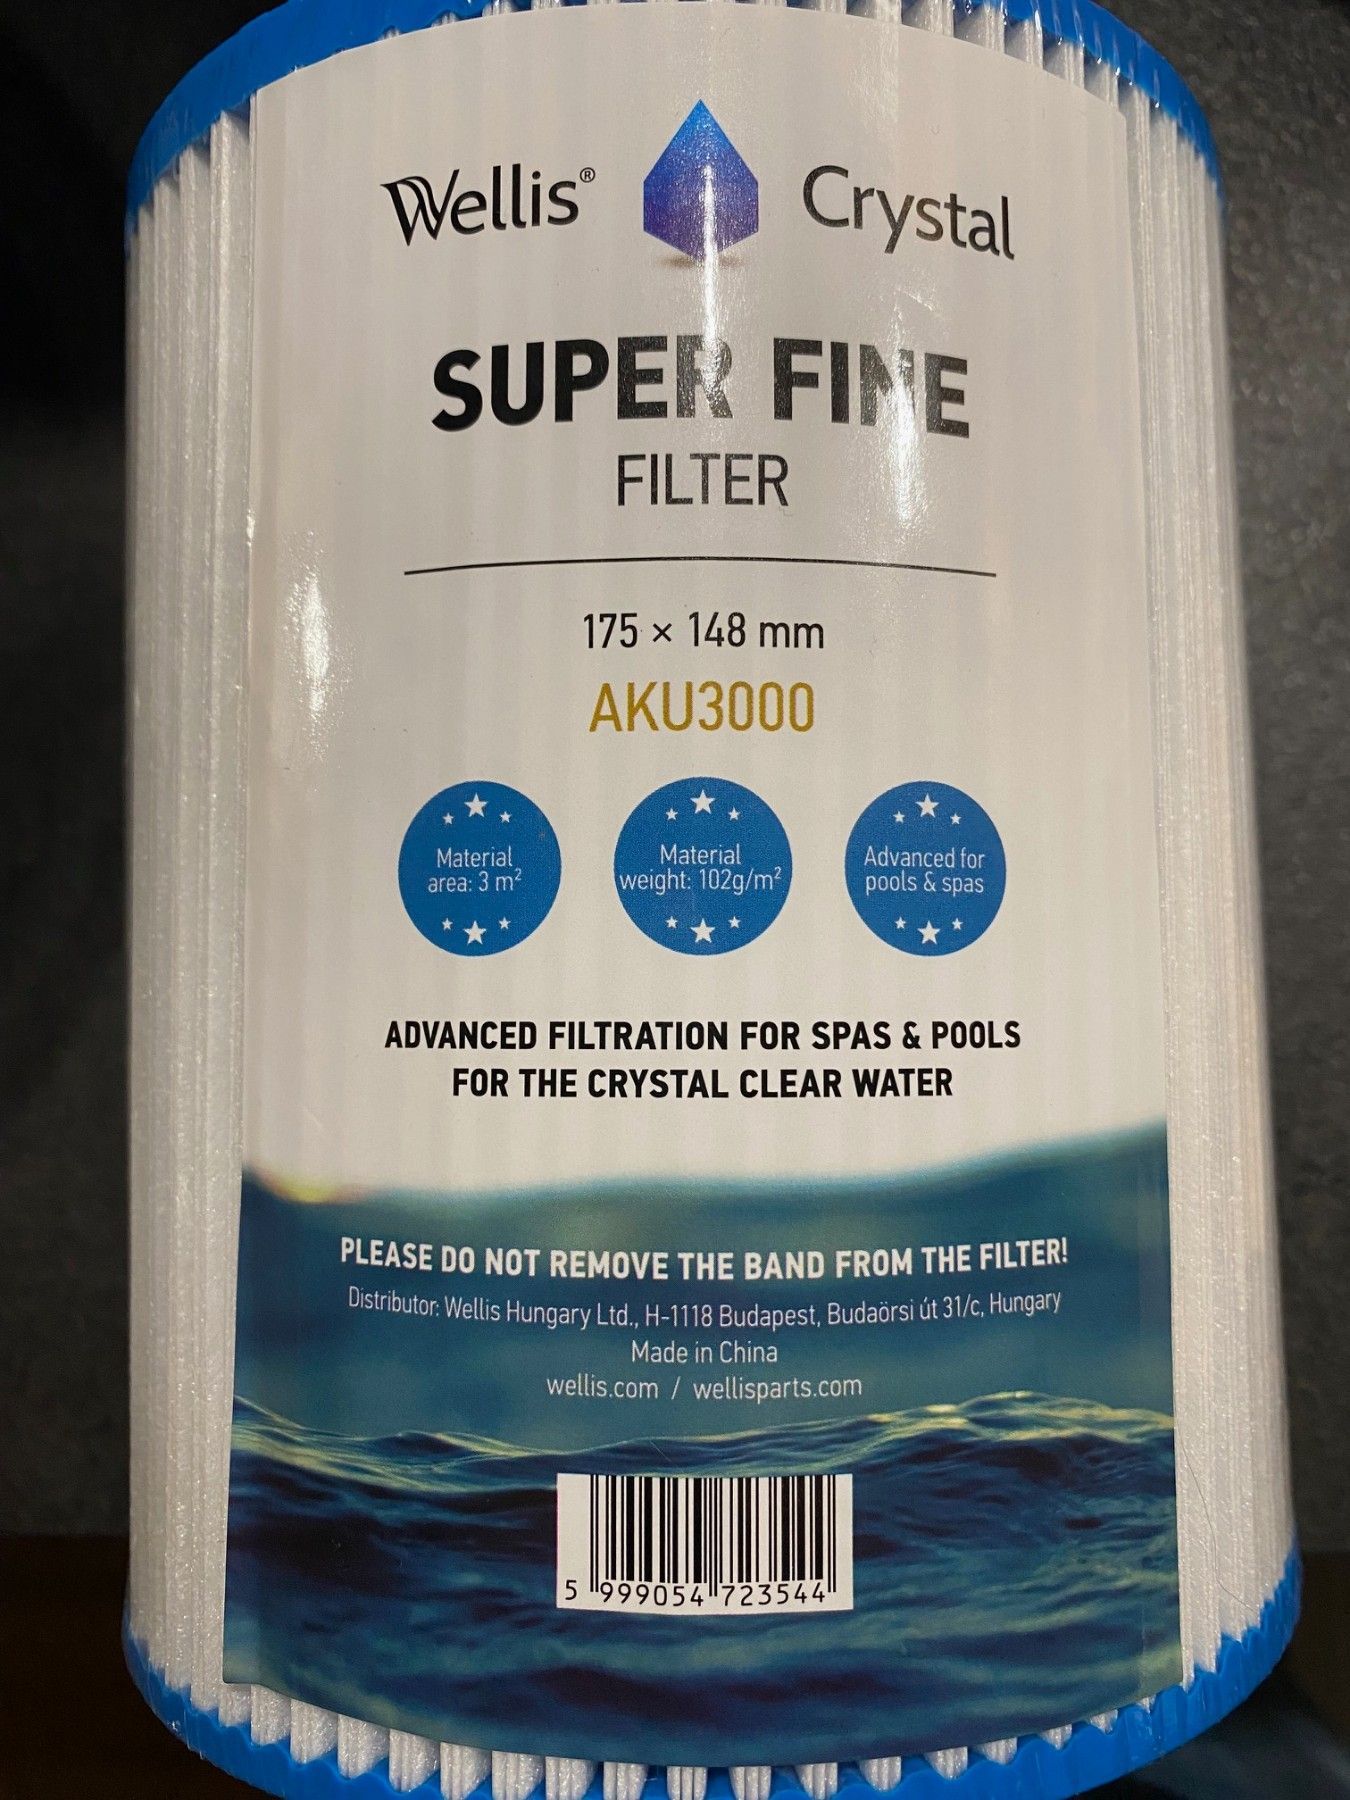 Wellis® Crystal
SUPER FINE
FILTER
175 × 148 mm
AKU3000
Material
area: 3 m²
Material
weight: 102g/m²
Advanced for
pools & spas
ADVANCED FILTRATION FOR SPAS & POOLS
FOR THE CRYSTAL CLEAR WATER
PLEASE DO NOT REMOVE THE BAND FROM THE FILTER!
Distributor: Wellis Hungary Ltd., H-1118 Budapest, Budaörsi út 31/c, Hungary
Made in China
wellis.com / wellisparts.com
5 999054 723544